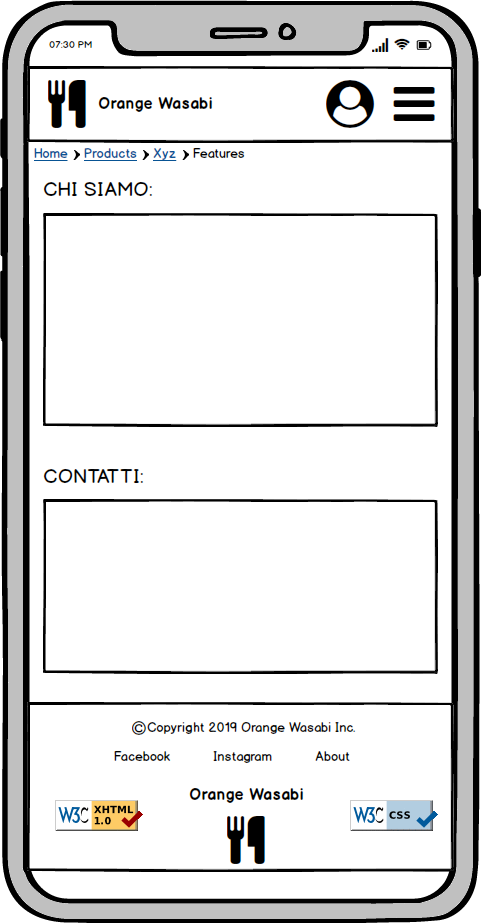 07:30 PM
Orange Wasabi
Home > Products > Xyz > Features
CHI SIAMO:
CONTATTI:
©Copyright 2019 Orange Wasabi Inc.
Facebook Instagram About
Orange Wasabi
W3C XHTML 1.0
W3C CSS